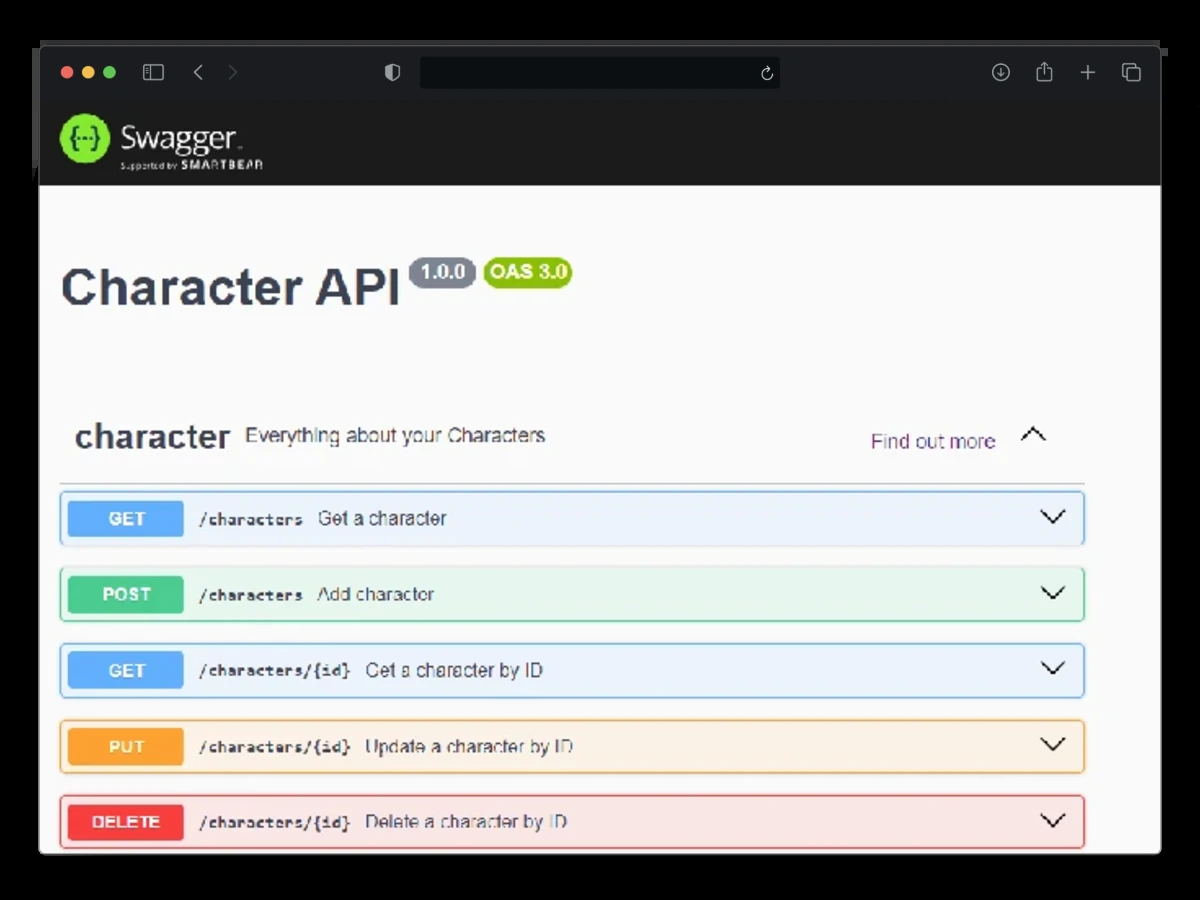 {···} Swagger
Supported by SMARTBEAR
Character API 1.0.0 OAS 3.0
character Everything about your Characters Find out more
GET /characters Get a character
POST /characters Add character
GET /characters/{id} Get a character by ID
PUT /characters/{id} Update a character by ID
DELETE /characters/{id} Delete a character by ID